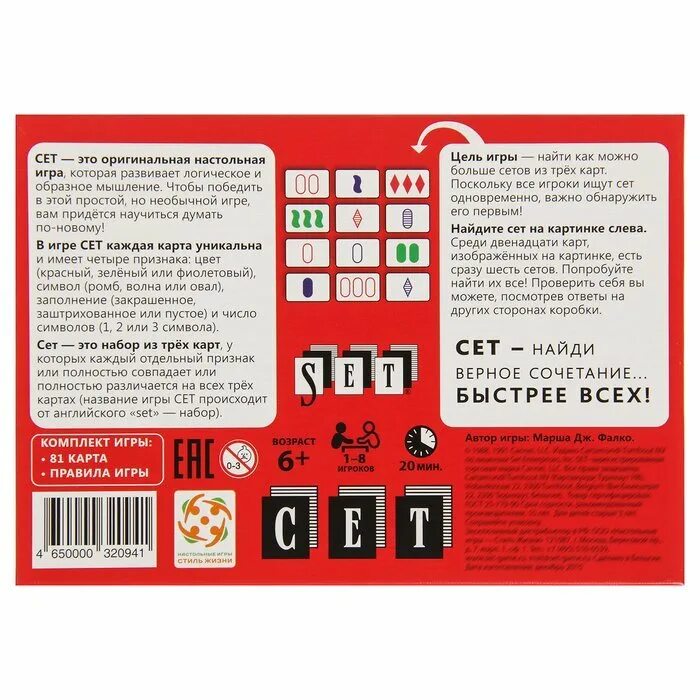 СЕТ — это оригинальная настольная
игра, которая развивает логическое и
образное мышление. Чтобы победить
в этой простой, но необычной игре,
вам придётся научиться думать
по-новому!
В игре СЕТ каждая карта уникальна
и имеет четыре признака: цвет
(красный, зелёный или фиолетовый),
символ (ромб, волна или овал),
заполнение (закрашенное,
заштрихованное или пустое) и число
символов (1, 2 или 3 символа).
Сет — это набор из трёх карт, у
которых каждый отдельный признак
или полностью совпадает или
полностью различается на всех трёх
картах (название игры СЕТ происходит
от английского «set» — набор).
Цель игры — найти как можно
больше сетов из трёх карт.
Поскольку все игроки ищут сет
одновременно, важно обнаружить
его первым!
Найдите сет на картинке слева.
Среди двенадцати карт,
изображённых на картинке, есть
сразу шесть сетов. Попробуйте
найти их все! Проверить себя вы
можете, посмотрев ответы на
других сторонах коробки.
СЕТ – НАЙДИ
ВЕРНОЕ СОЧЕТАНИЕ...
БЫСТРЕЕ ВСЕХ!
SET®
КОМПЛЕКТ ИГРЫ:
• 81 КАРТА
• ПРАВИЛА ИГРЫ
EAC
0-3
ВОЗРАСТ
6+
1–8
ИГРОКОВ
20 МИН.
Автор игры: Марша Дж. Фалко.
4 650000 320941
НАСТОЛЬНЫЕ ИГРЫ
СТИЛЬ ЖИЗНИ
СЕТ